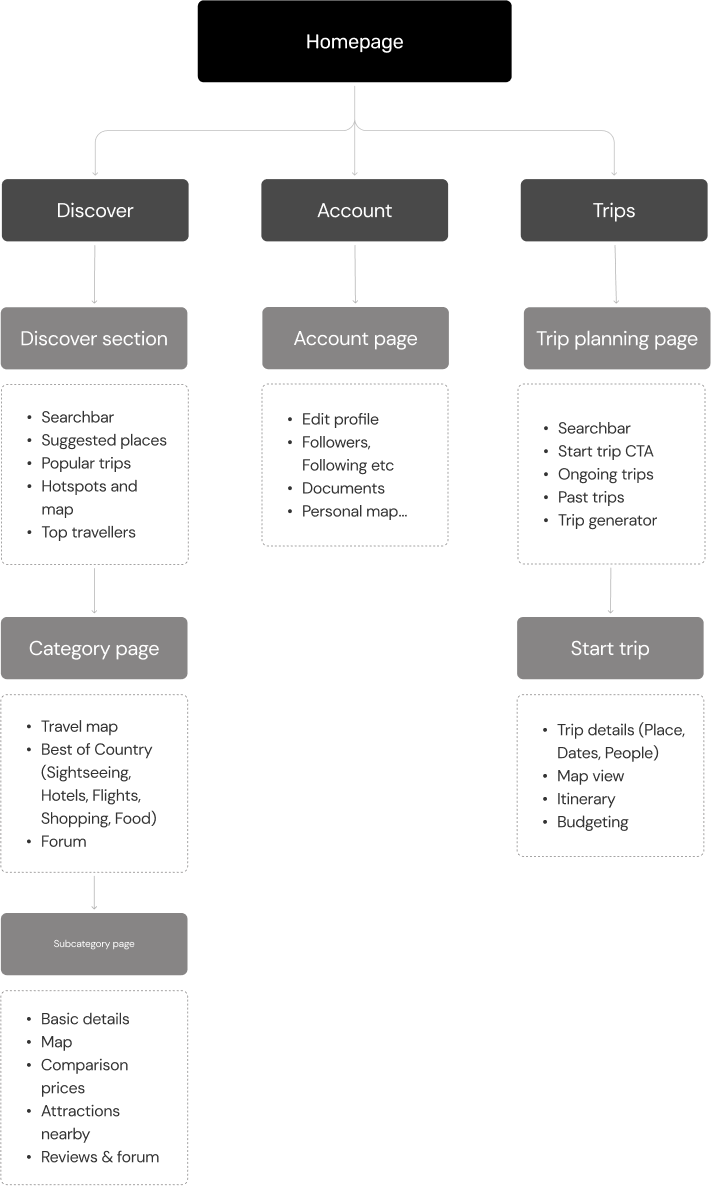 Homepage
Discover
Account
Trips
Discover section
Account page
Trip planning page
• Searchbar
• Suggested places
• Popular trips
• Hotspots and
map
• Top travellers
• Edit profile
• Followers,
Following etc
• Documents
• Personal map...
• Searchbar
• Start trip CTA
• Ongoing trips
• Past trips
• Trip generator
Category page
Start trip
• Travel map
• Best of Country
(Sightseeing,
Hotels, Flights,
Shopping, Food)
• Forum
• Trip details (Place,
Dates, People)
• Map view
• Itinerary
• Budgeting
Subcategory page
• Basic details
• Map
• Comparison
prices
• Attractions
nearby
• Reviews & forum